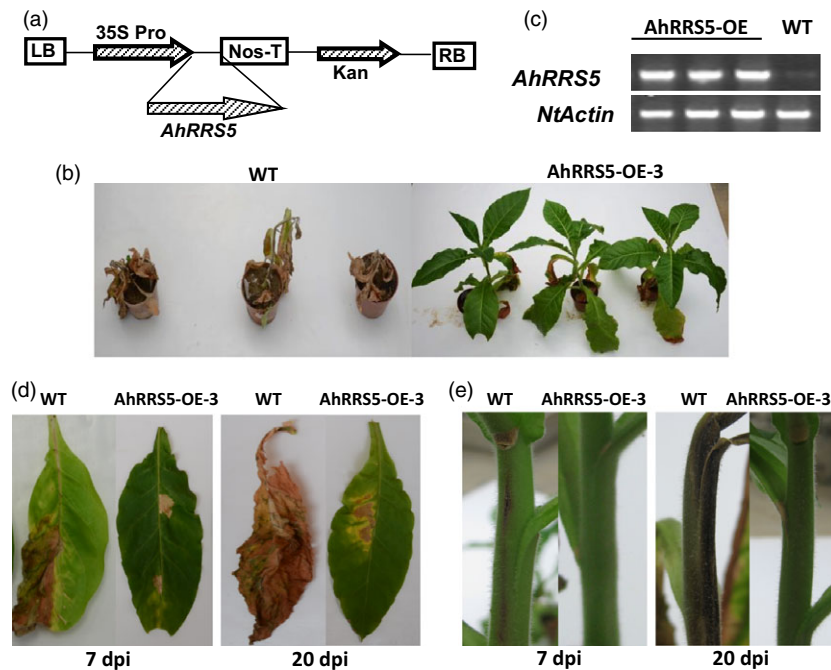 (a)
LB 35S Pro Nos-T Kan RB
AhRRS5
(c)
AhRRS5-OE WT
AhRRS5
NtActin
(b)
WT AhRRS5-OE-3
(d)
WT AhRRS5-OE-3 WT AhRRS5-OE-3
7 dpi 20 dpi
(e)
WT AhRRS5-OE-3 WT AhRRS5-OE-3
7 dpi 20 dpi